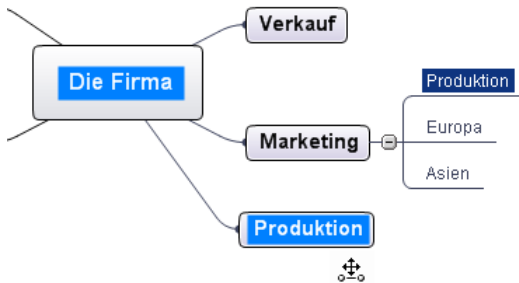 Verkauf
Die Firma
Produktion
Europa
Marketing
Asien
Produktion